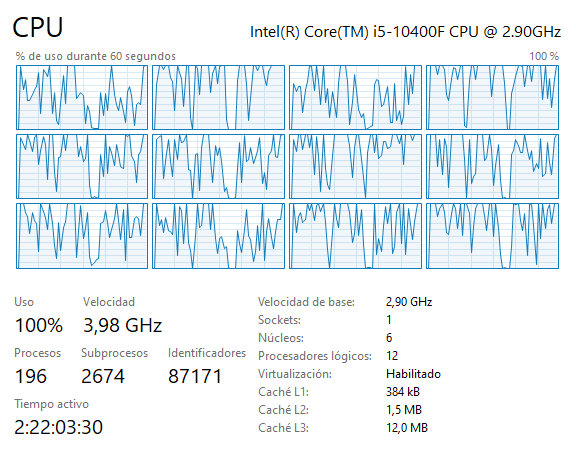 CPU
Intel(R) Core(TM) i5-10400F CPU @ 2.90GHz
% de uso durante 60 segundos
100 %
Uso
Velocidad
100%
3,98 GHz
Procesos
Subprocesos
Identificadores
196
2674
87171
Tiempo activo
2:22:03:30
Velocidad de base:
2,90 GHz
Sockets:
1
Núcleos:
6
Procesadores lógicos:
12
Virtualización:
Habilitado
Caché L1:
384 kB
Caché L2:
1,5 MB
Caché L3:
12,0 MB